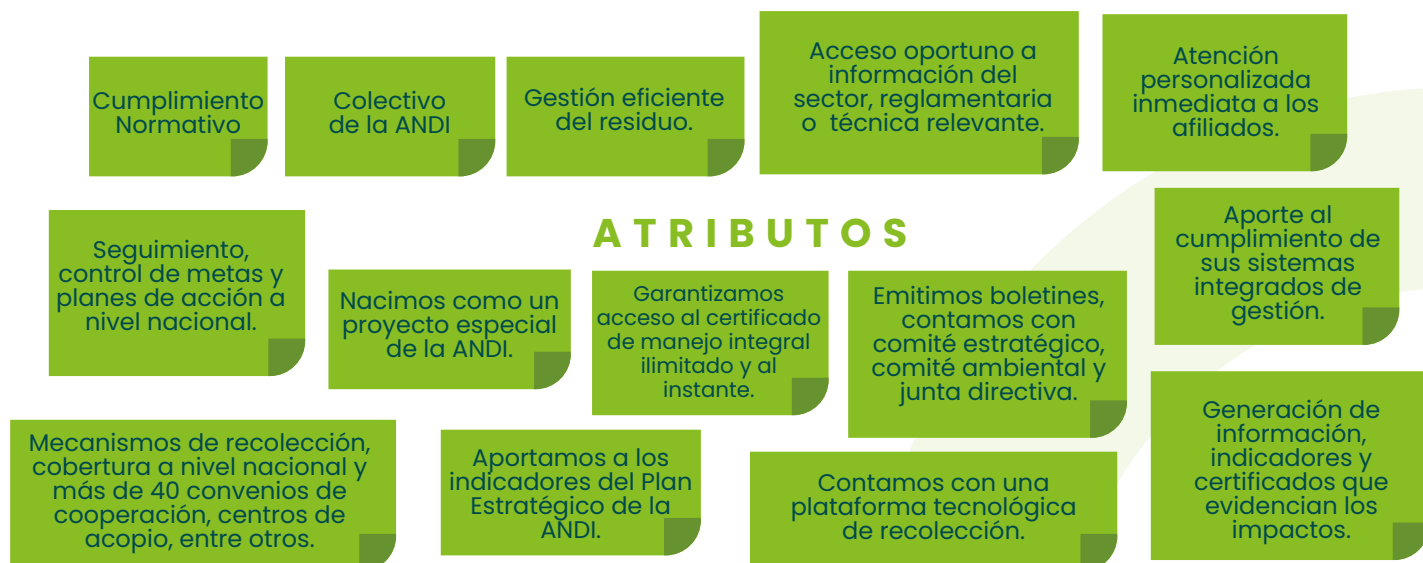 Cumplimiento
Normativo
Colectivo
de la ANDI
Gestión eficiente
del residuo.
Acceso oportuno a
información del
sector, reglamentaria
o técnica relevante.
Atención
personalizada
inmediata a los
afiliados.
ATRIBUTOS
Seguimiento,
control de metas y
planes de acción a
nivel nacional.
Nacimos como un
proyecto especial
de la ANDI.
Garantizamos
acceso al certificado
de manejo integral
ilimitado y al
instante.
Emitimos boletines,
contamos con
comité estratégico,
comité ambiental y
junta directiva.
Aporte al
cumplimiento de
sus sistemas
integrados de
gestión.
Mecanismos de recolección,
cobertura a nivel nacional y
más de 40 convenios de
cooperación, centros de
acopio, entre otros.
Aportamos a los
indicadores del Plan
Estratégico de la
ANDI.
Contamos con una
plataforma tecnológica
de recolección.
Generación de
información,
indicadores y
certificados que
evidencian los
impactos.